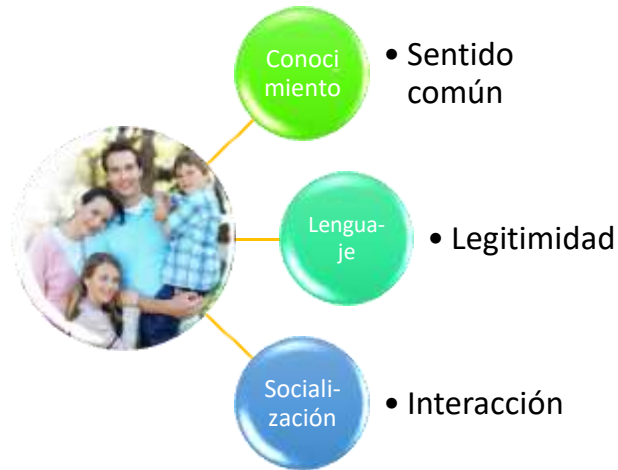 Conoci
miento
• Sentido
común
Lengua-
je
• Legitimidad
Sociali-
zación
• Interacción